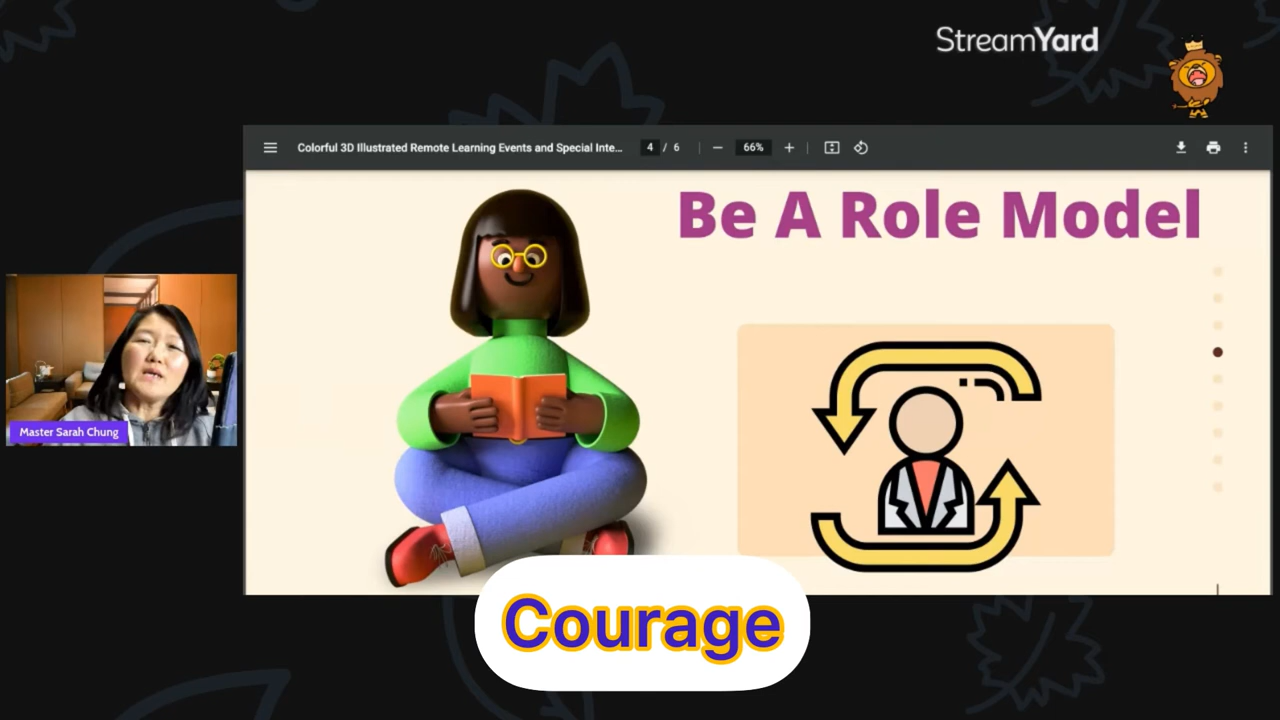 StreamYard
Colorful 3D Illustrated Remote Learning Events and Special Inte...
4 / 6
66%
Be A Role Model
Master Sarah Chung
Courage